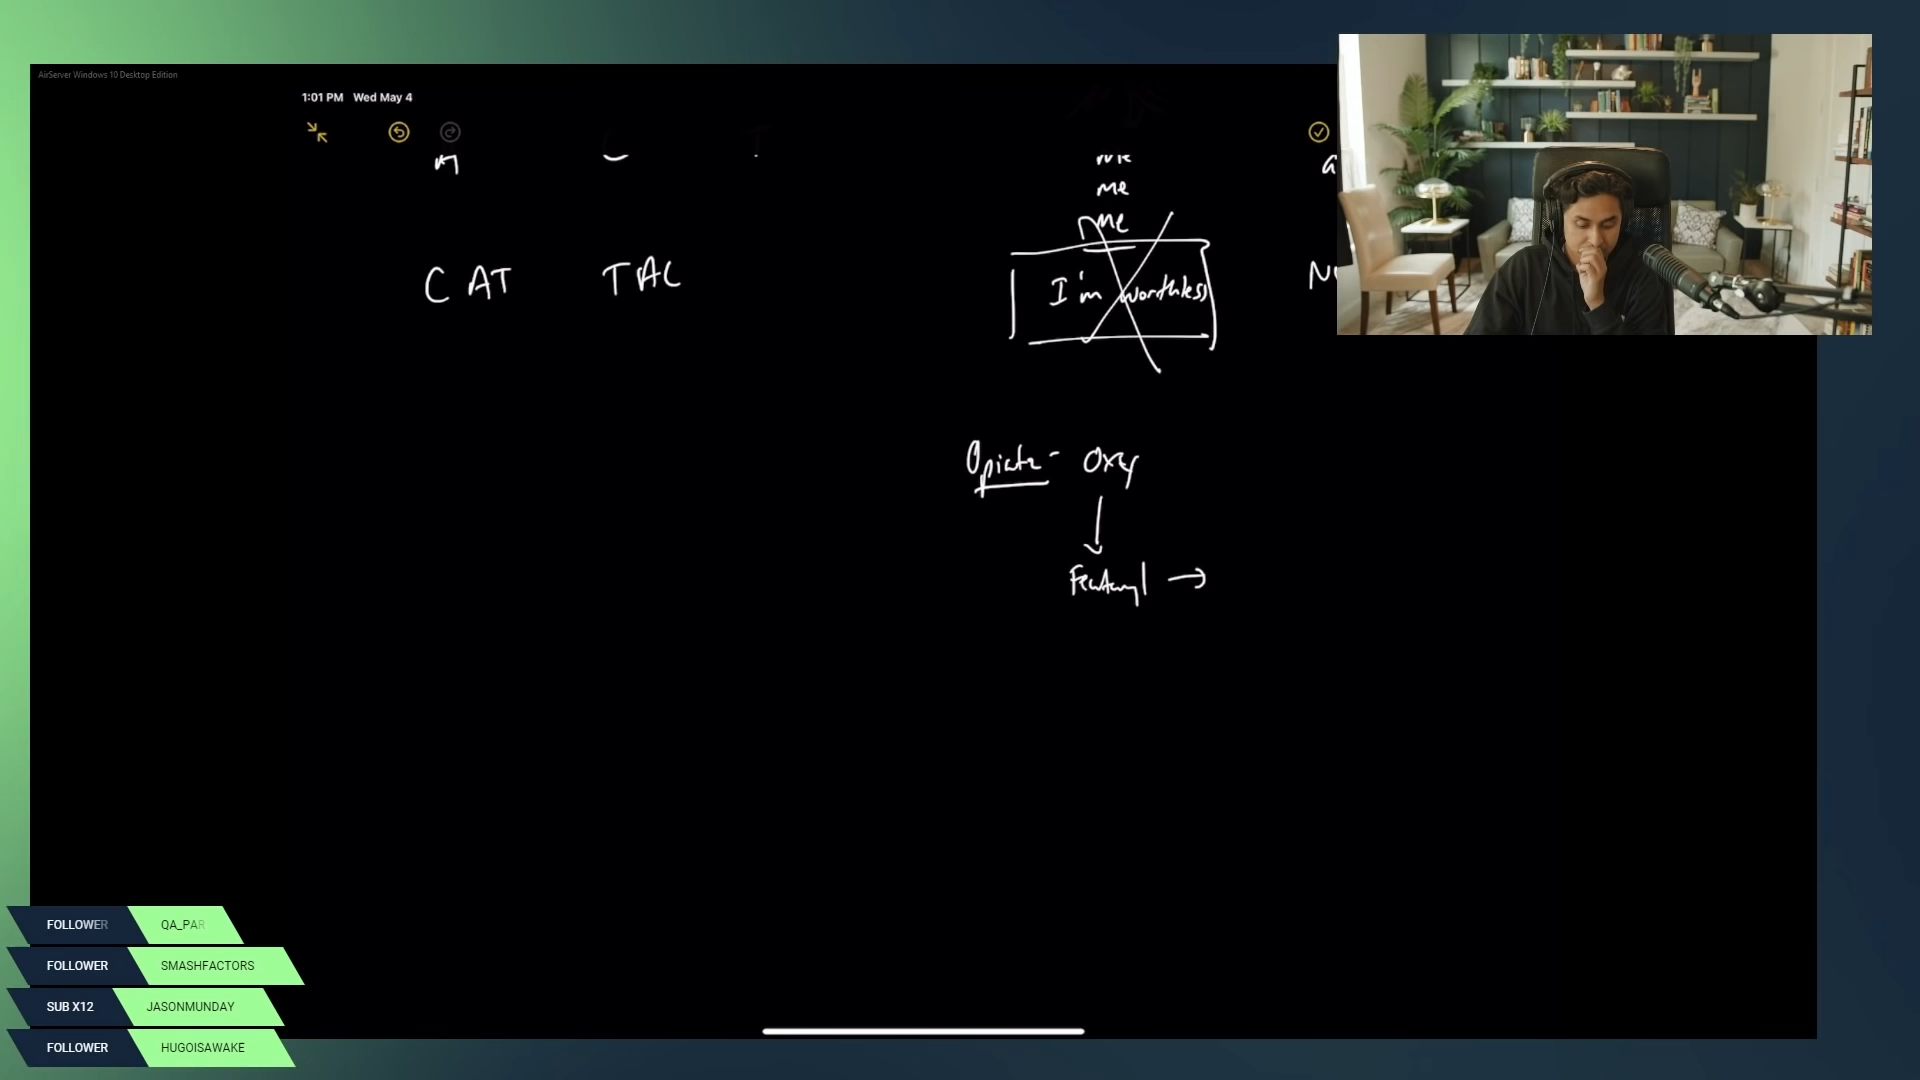 AirServer Windows 10 Desktop Edition
1:01 PM Wed May 4
me
me
CAT TAC
I'm worthless
Opiate - Oxy
Fentanyl →
FOLLOWER QA_PAR
FOLLOWER SMASHFACTORS
SUB X12 JASONMUNDAY
FOLLOWER HUGOISAWAKE